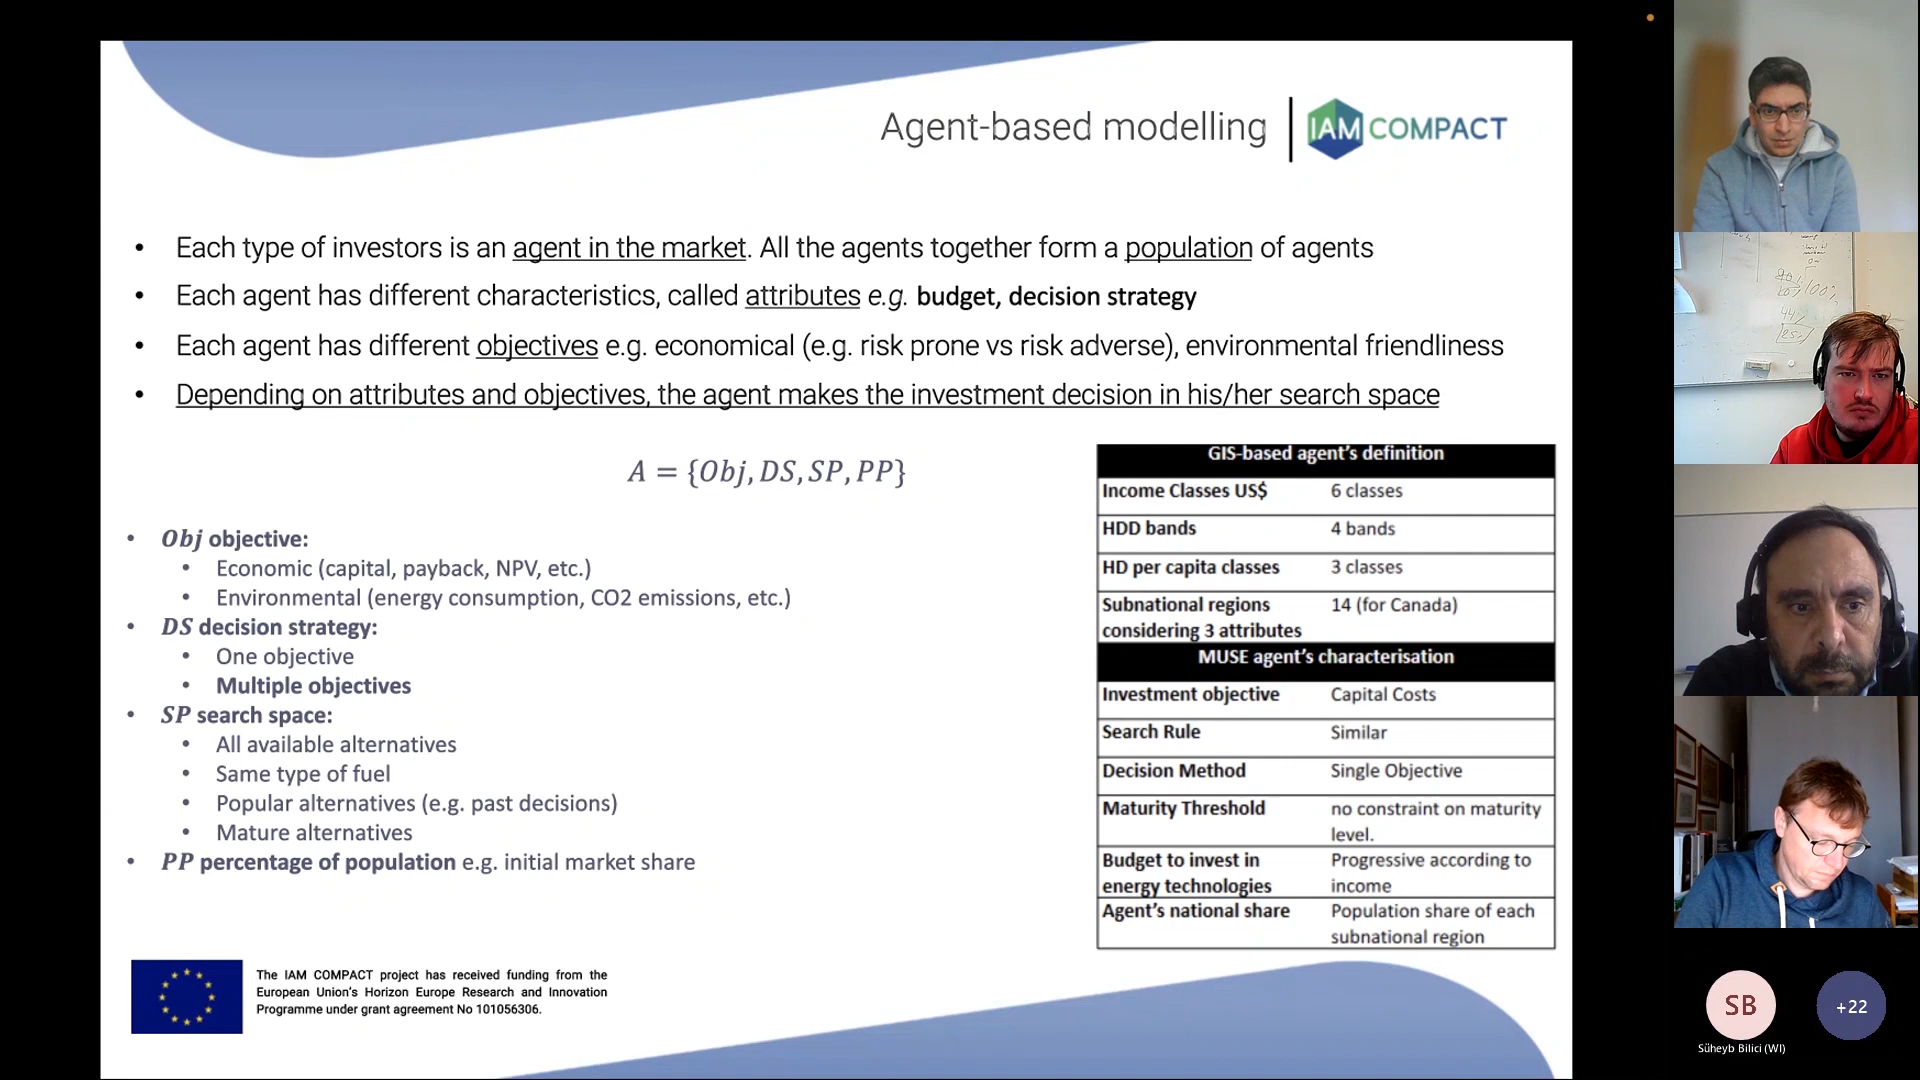 Agent-based modelling
IAM COMPACT
• Each type of investors is an agent in the market. All the agents together form a population of agents
• Each agent has different characteristics, called attributes e.g. budget, decision strategy
• Each agent has different objectives e.g. economical (e.g. risk prone vs risk adverse), environmental friendliness
• Depending on attributes and objectives, the agent makes the investment decision in his/her search space
A = {Obj, DS, SP, PP}
• Obj objective:
• Economic (capital, payback, NPV, etc.)
• Environmental (energy consumption, CO2 emissions, etc.)
• DS decision strategy:
• One objective
• Multiple objectives
• SP search space:
• All available alternatives
• Same type of fuel
• Popular alternatives (e.g. past decisions)
• Mature alternatives
• PP percentage of population e.g. initial market share
GIS-based agent's definition
Income Classes US$ 6 classes
HDD bands 4 bands
HD per capita classes 3 classes
Subnational regions 14 (for Canada)
considering 3 attributes
MUSE agent's characterisation
Investment objective Capital Costs
Search Rule Similar
Decision Method Single Objective
Maturity Threshold no constraint on maturity
level.
Budget to invest in Progressive according to
energy technologies income
Agent's national share Population share of each
subnational region
The IAM COMPACT project has received funding from the
European Union's Horizon Europe Research and Innovation
Programme under grant agreement No 101056306.
100%
44%
SB
+22
Süheyb Bilici (WI)